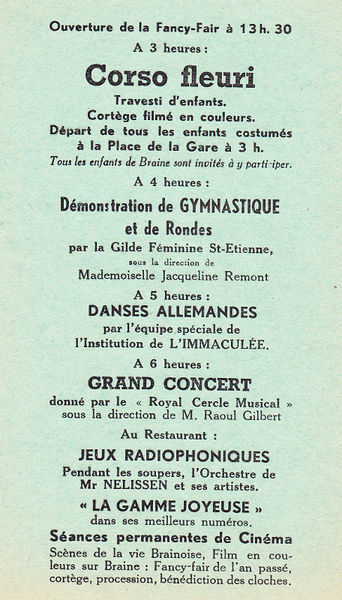 Ouverture de la Fancy-Fair à 13 h. 30
A 3 heures :
Corso fleuri
Travesti d'enfants.
Cortège filmé en couleurs.
Départ de tous les enfants costumés
à la Place de la Gare à 3 h.
Tous les enfants de Braine sont invités à y parti:iper.
A 4 heures :
Démonstration de GYMNASTIQUE
et de Rondes
par la Gilde Féminine St-Etienne,
sous la direction de
Mademoiselle Jacqueline Remont
A 5 heures :
DANSES ALLEMANDES
par l'équipe spéciale de
l'Institution de L'IMMACULÉE.
A 6 heures :
GRAND CONCERT
donné par le « Royal Cercle Musical »
sous la direction de M. Raoul Gilbert
Au Restaurant :
JEUX RADIOPHONIQUES
Pendant les soupers, l'Orchestre de
Mr NELISSEN et ses artistes.
« LA GAMME JOYEUSE »
dans ses meilleurs numéros.
Séances permanentes de Cinéma
Scènes de la vie Brainoise, Film en cou-
leurs sur Braine : Fancy-fair de l'an passé,
cortège, procession, bénédiction des cloches.